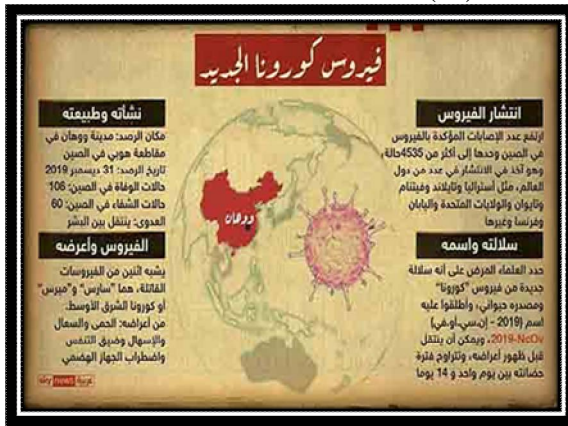 فيروس كورونا الجديد
انتشار الفيروس
ارتفع عدد الإصابات المؤكدة بالفيروس
في الصين وحدها إلى أكثر من 4535حالة،
وهو آخذ في الانتشار في عدد من دول
العالم، مثل أستراليا وتايلاند وفيتنام
وتايوان والولايات المتحدة واليابان
وفرنسا وغيرها
سلالته واسمه
حدد العلماء المرض على أنه سلالة
جديدة من فيروس "كورونا"
ومصدره حيواني، وأطلقوا عليه
اسم (2019 - إن.سي.أو.في)
2019-NcOv، ويمكن أن ينتقل
قبل ظهور أعراضه، وتتراوح فترة
حضانته بين يوم واحد و 14 يوما
نشأته وطبيعته
مكان الرصد: مدينة ووهان في
مقاطعة هوبي في الصين
تاريخ الرصد: 31 ديسمبر 2019
حالات الوفاة في الصين: 106
حالات الشفاء في الصين: 60
العدوى: ينتقل بين البشر
الفيروس وأعرضه
يشبه اثنين من الفيروسات
القاتلة، هما "سارس" و"ميرس"
أو كورونا الشرق الأوسط.
من أعراضه: الحمى والسعال
والإسهال وضيق التنفس
واضطراب الجهاز الهضمي
ووهان
sky news عربية